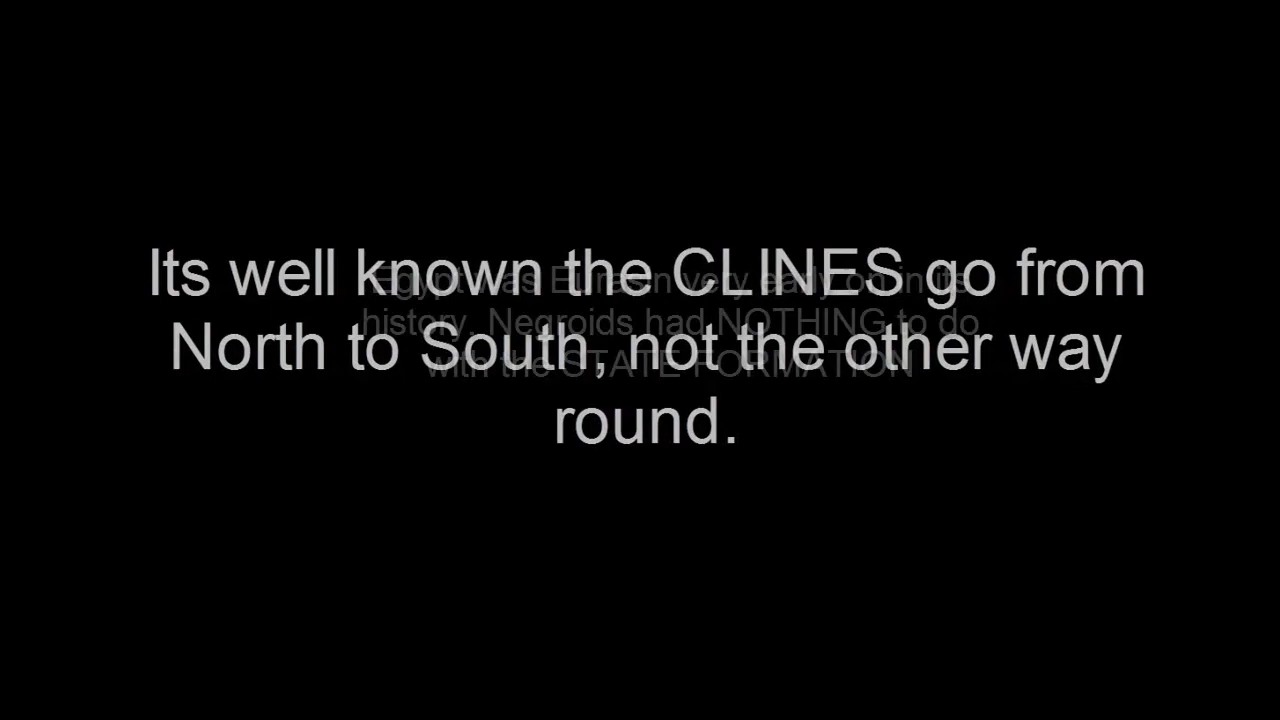 Its well known the CLINES go from
North to South, not the other way
round.
Egypt was Eurasin very early on in its
history. Negroids had NOTHING to do
with the STATE FORMATION